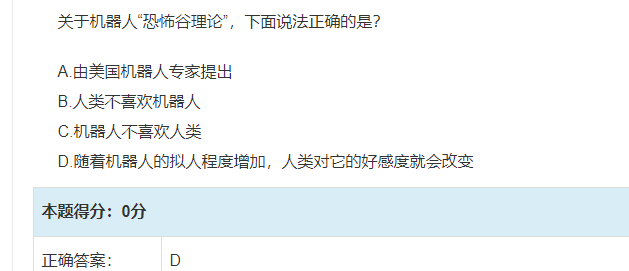 关于机器人“恐怖谷理论”，下面说法正确的是？
A.由美国机器人专家提出
B.人类不喜欢机器人
C.机器人不喜欢人类
D.随着机器人的拟人程度增加，人类对它的好感度就会改变
本题得分：0分
正确答案： D